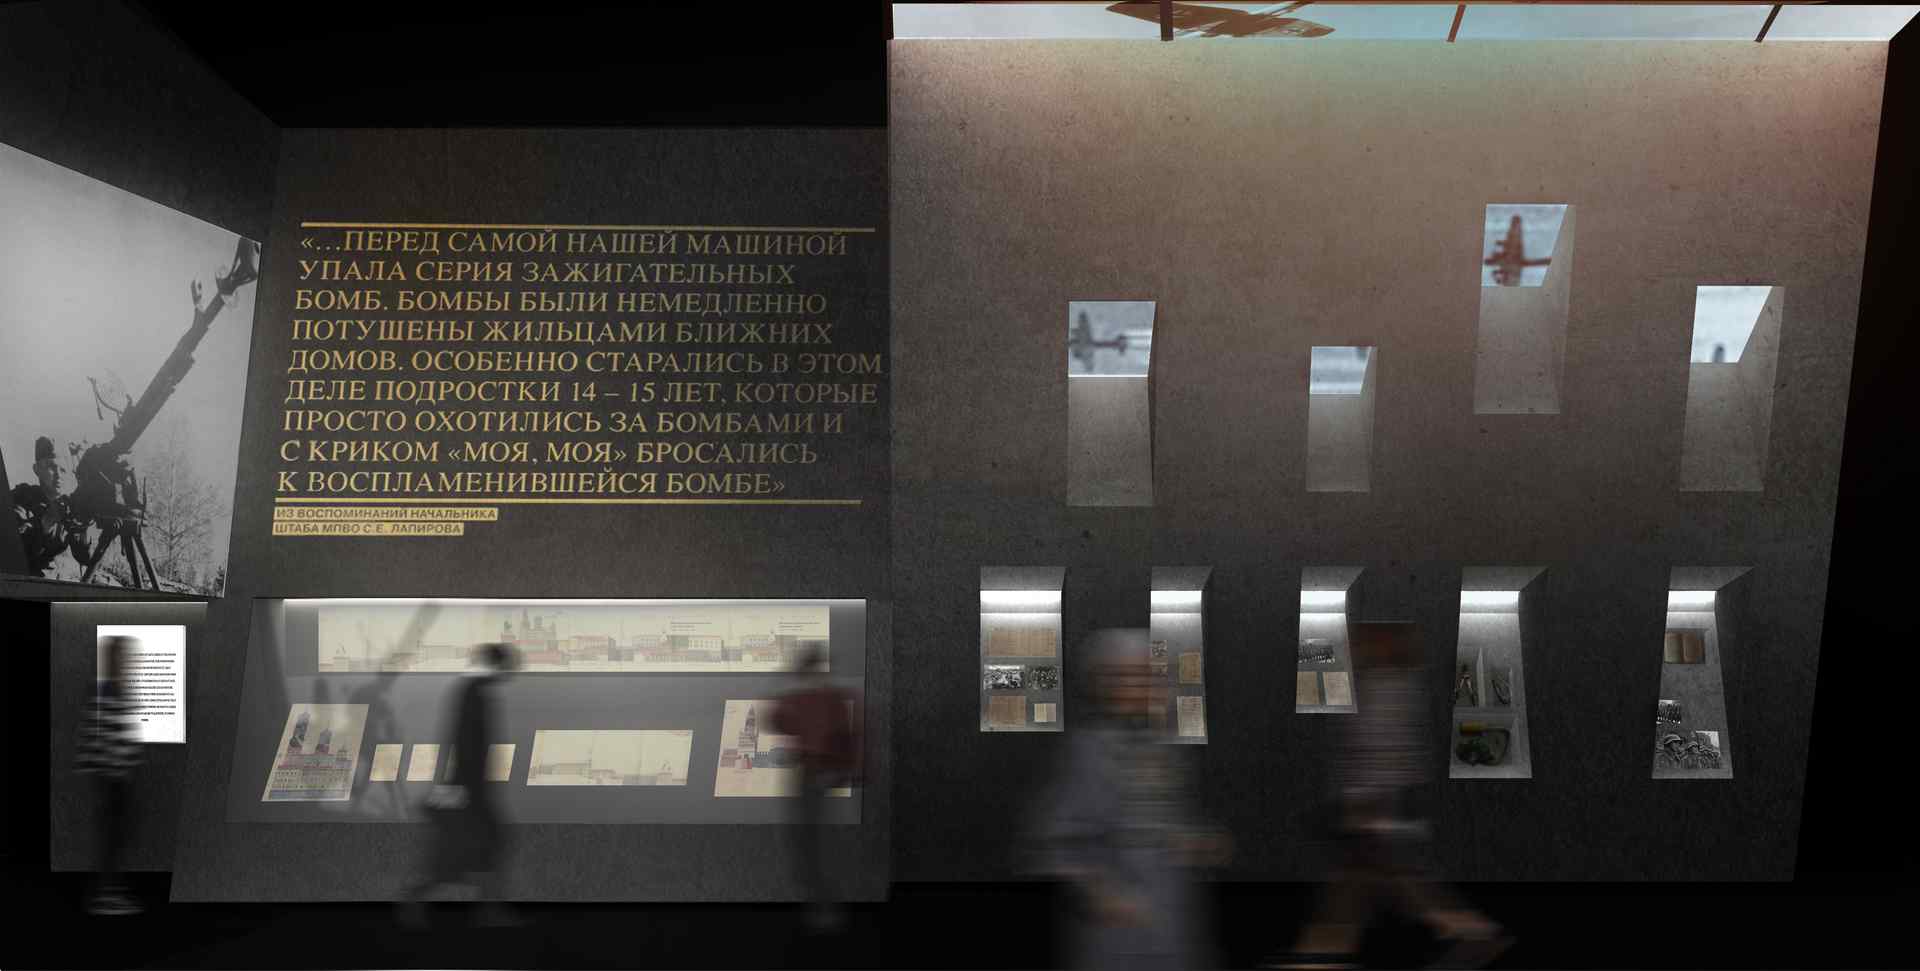 «…ПЕРЕД САМОЙ НАШЕЙ МАШИНОЙ
УПАЛА СЕРИЯ ЗАЖИГАТЕЛЬНЫХ
БОМБ. БОМБЫ БЫЛИ НЕМЕДЛЕННО
ПОТУШЕНЫ ЖИЛЬЦАМИ БЛИЖНИХ
ДОМОВ. ОСОБЕННО СТАРАЛИСЬ В ЭТОМ
ДЕЛЕ ПОДРОСТКИ 14 – 15 ЛЕТ, КОТОРЫЕ
ПРОСТО ОХОТИЛИСЬ ЗА БОМБАМИ И
С КРИКОМ «МОЯ, МОЯ» БРОСАЛИСЬ
К ВОСПЛАМЕНИВШЕЙСЯ БОМБЕ»
ИЗ ВОСПОМИНАНИЙ НАЧАЛЬНИКА
ШТАБА МПВО С.Е. ЛАПИРОВА